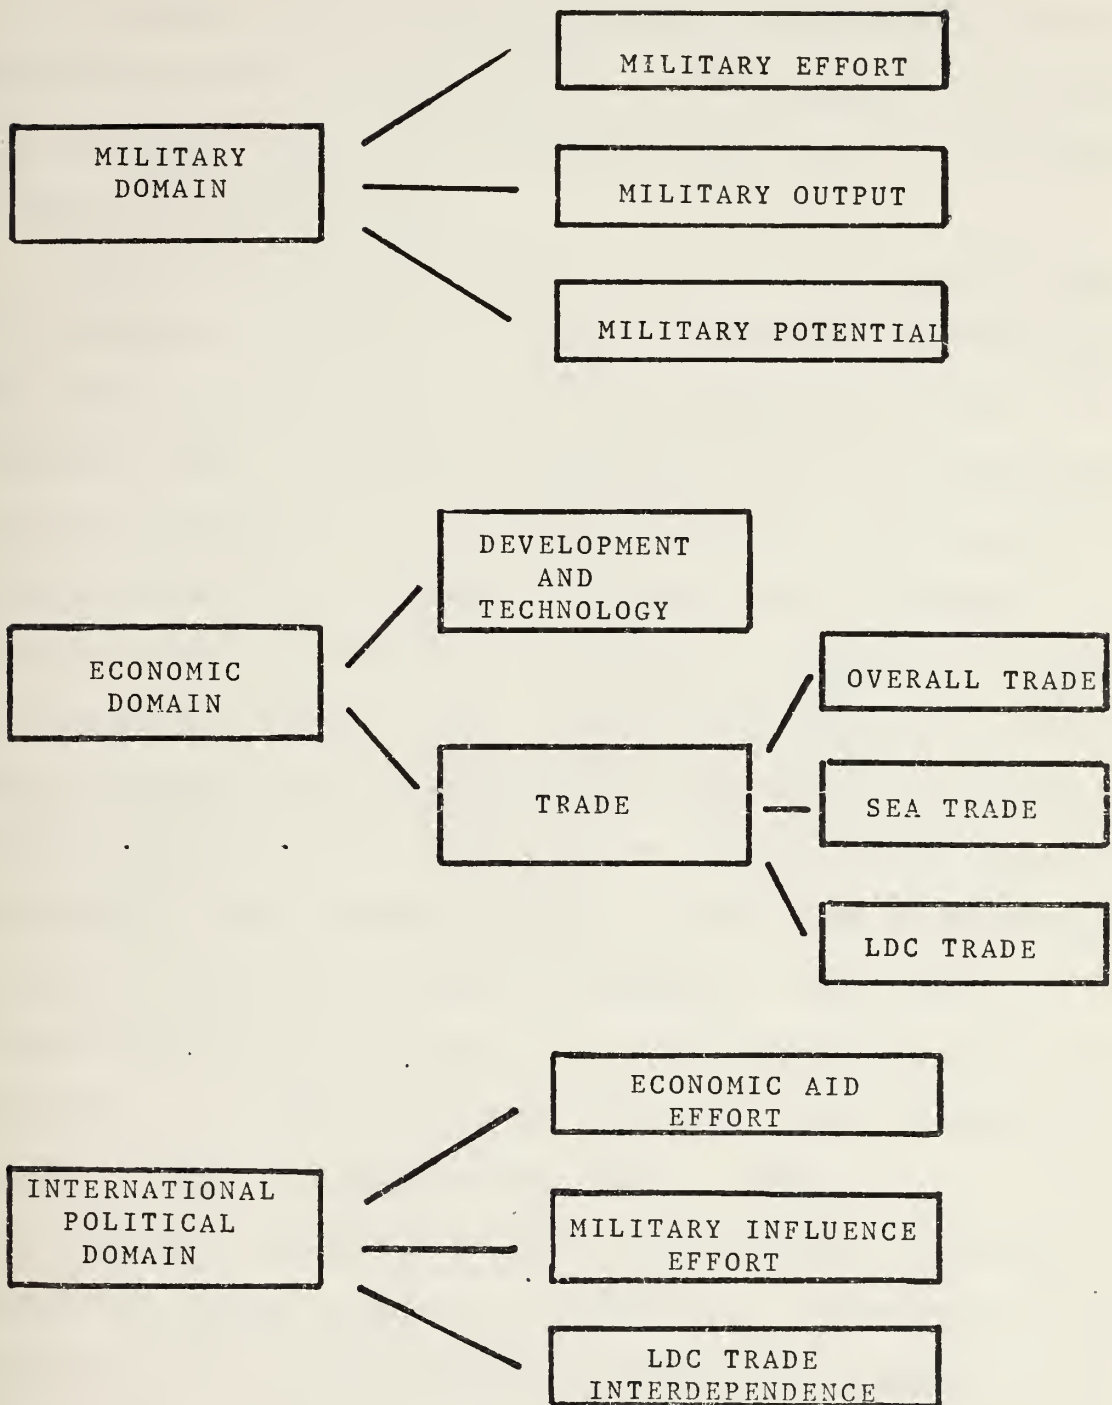 MILITARY EFFORT
MILITARY
DOMAIN
MILITARY OUTPUT
MILITARY POTENTIAL
DEVELOPMENT
AND
TECHNOLOGY
ECONOMIC
DOMAIN
OVERALL TRADE
TRADE
SEA TRADE
LDC TRADE
ECONOMIC AID
EFFORT
INTERNATIONAL
POLITICAL
DOMAIN
MILITARY INFLUENCE
EFFORT
LDC TRADE
INTERDEPENDENCE